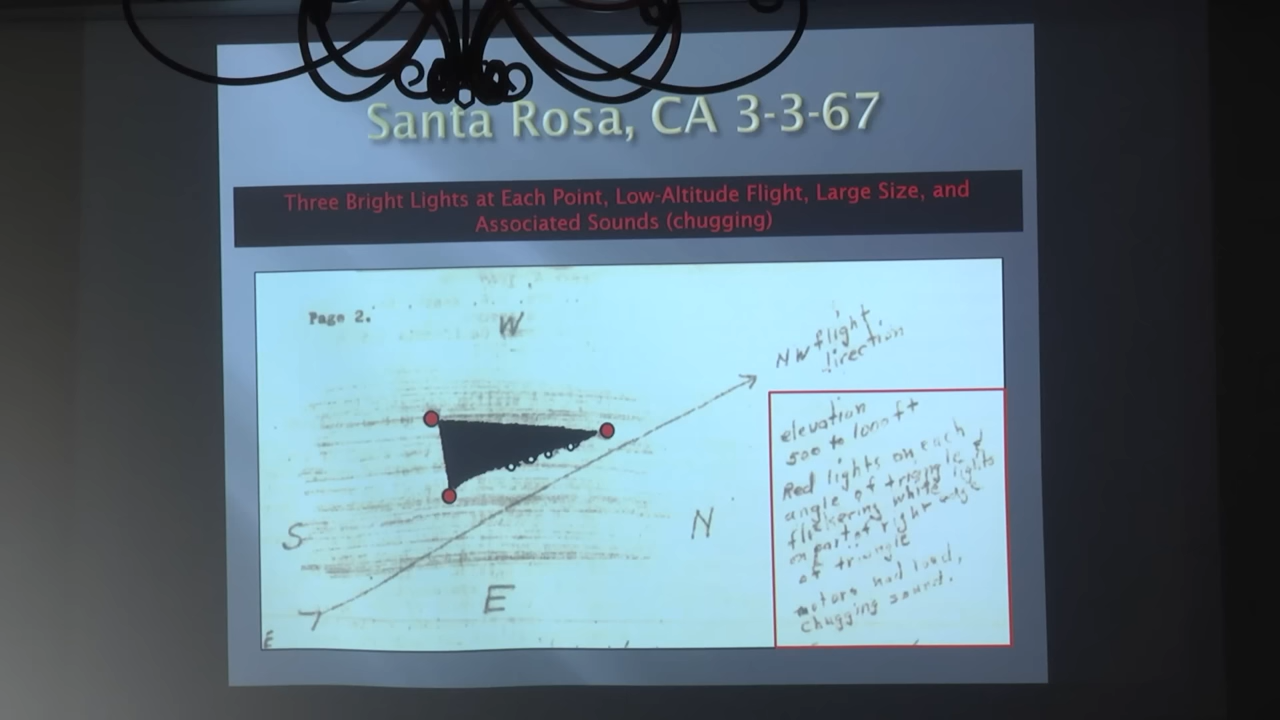 Santa Rosa, CA 3-3-67
Three Bright Lights at Each Point, Low-Altitude Flight, Large Size, and
Associated Sounds (chugging)
Page 2.
W
NW flight
direction
S
N
E
E
elevation
500 to 1000 ft
Red lights on each
angle of triangle &
flickering white lights
on part of right edge
of triangle
motors had loud,
chugging sound.